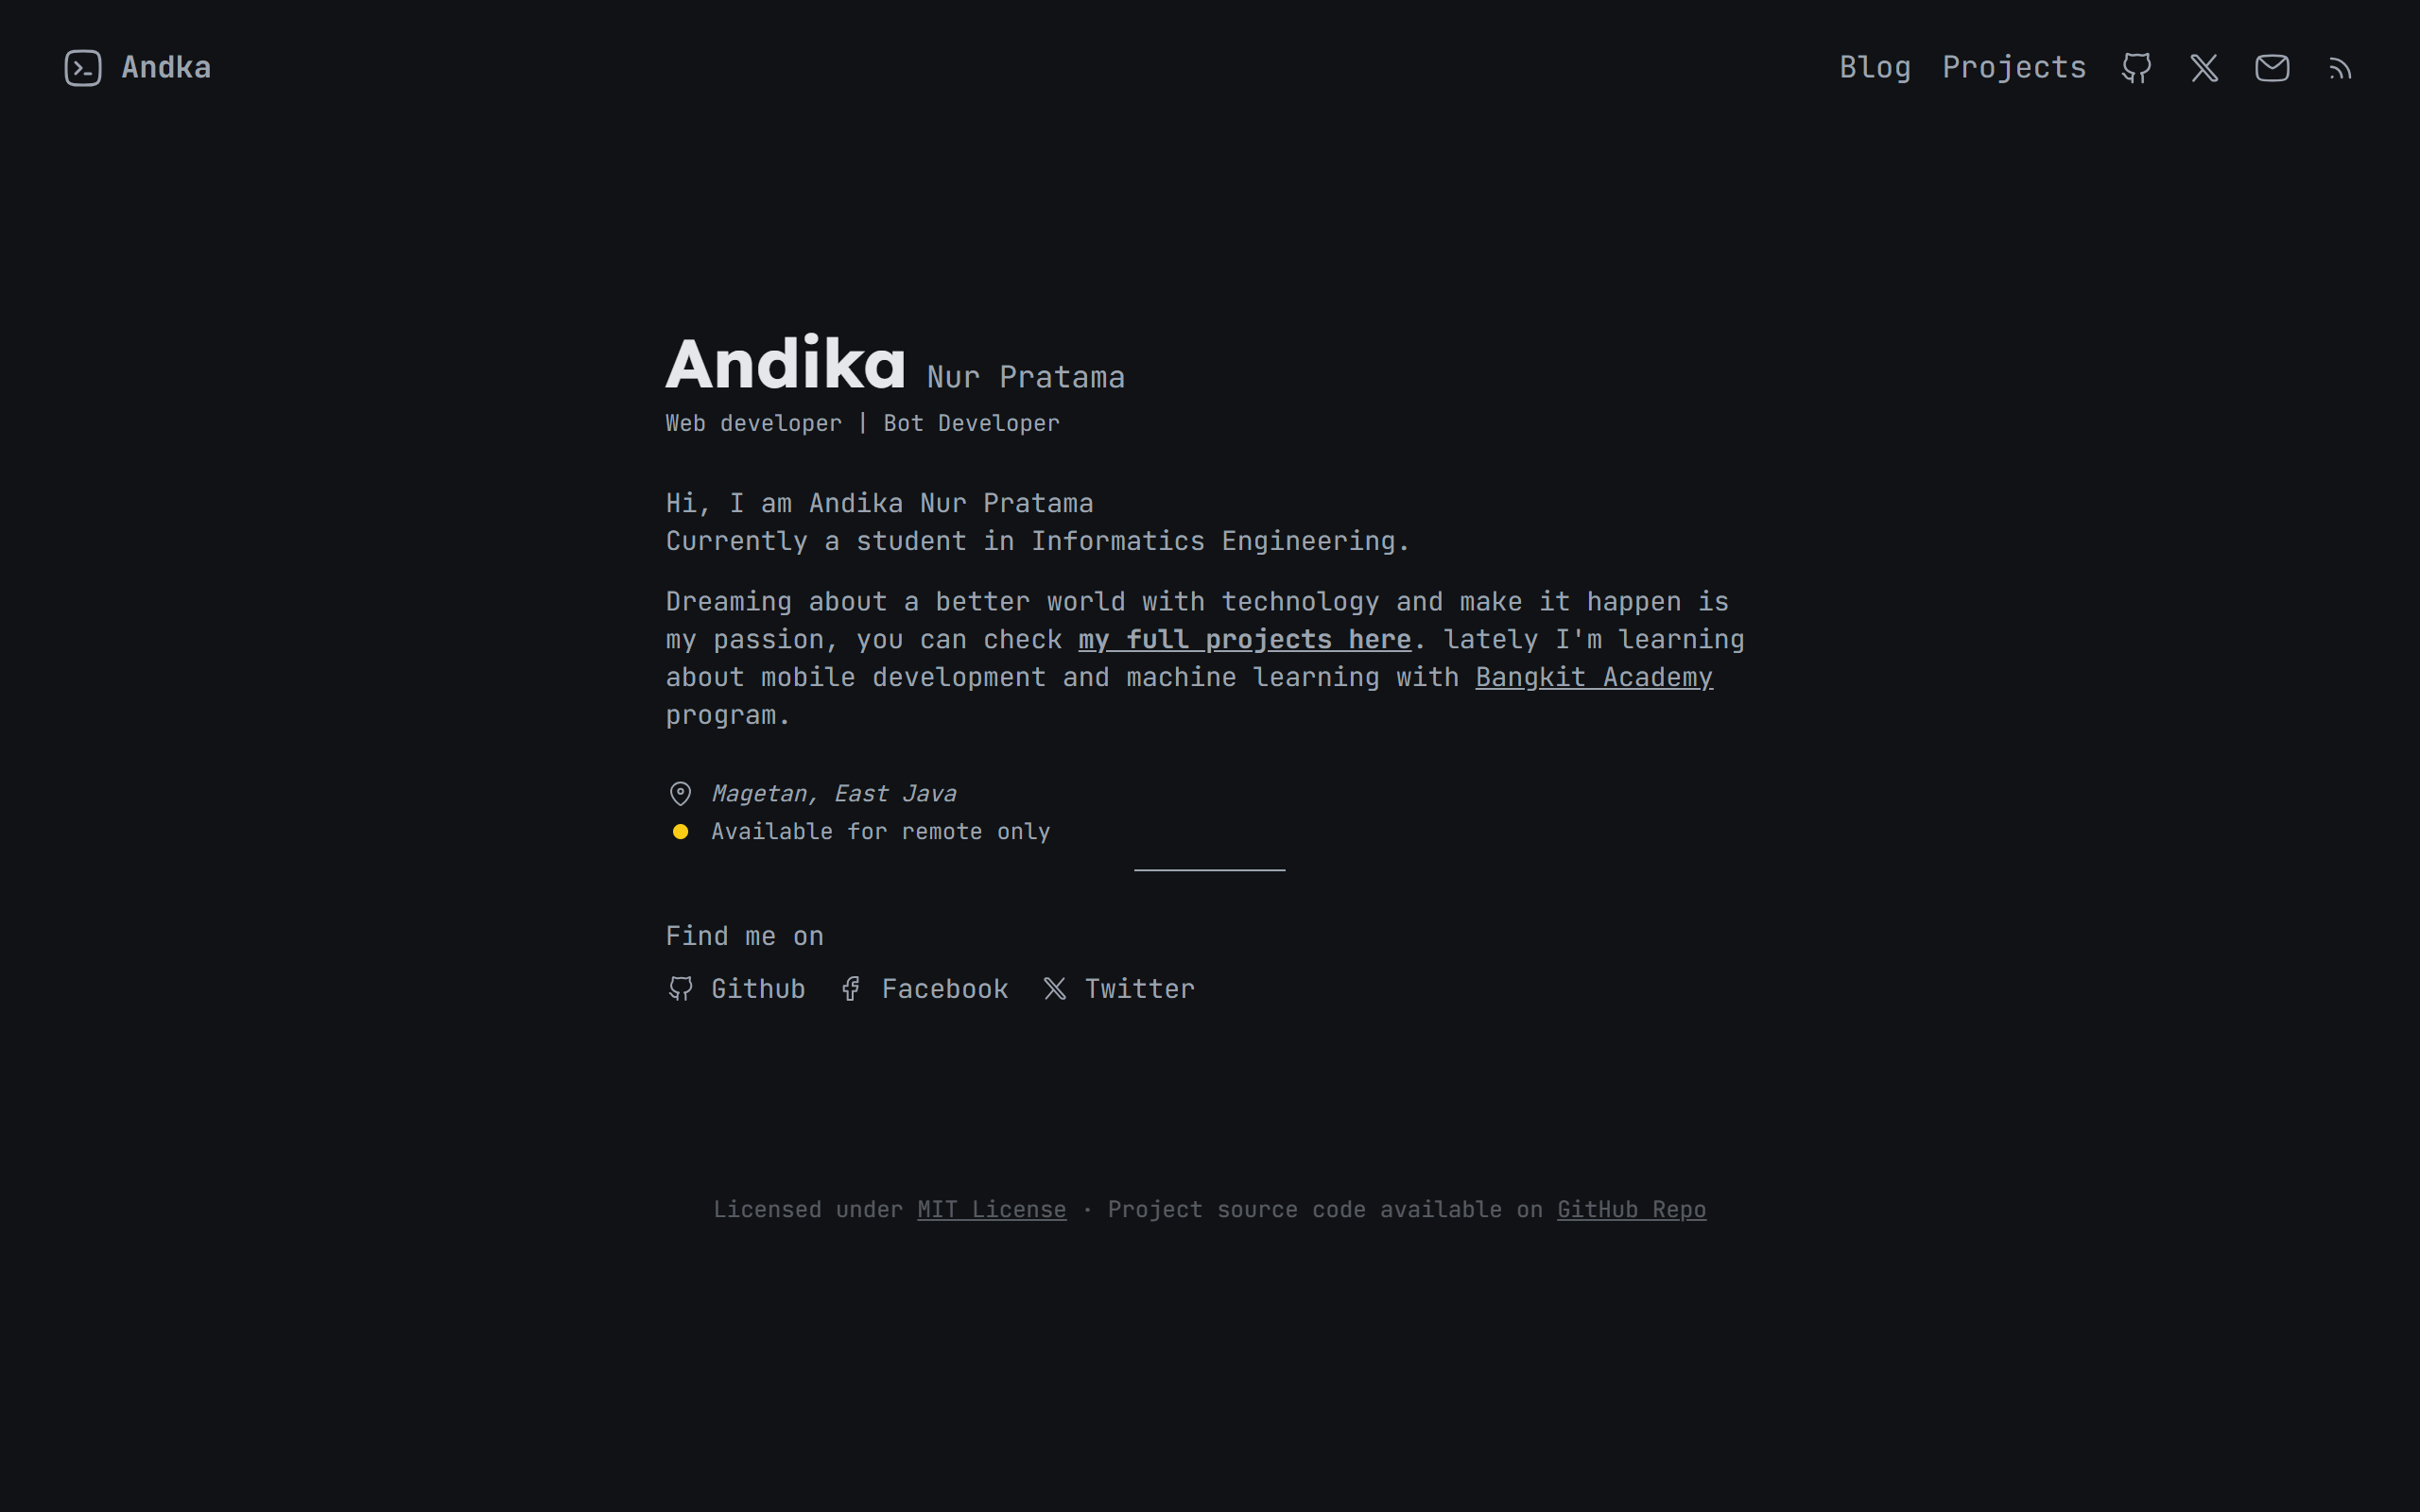 Andka
Blog Projects
Andika Nur Pratama
Web developer | Bot Developer
Hi, I am Andika Nur Pratama
Currently a student in Informatics Engineering.
Dreaming about a better world with technology and make it happen is
my passion, you can check my full projects here. lately I'm learning
about mobile development and machine learning with Bangkit Academy
program.
Magetan, East Java
Available for remote only
Find me on
Github Facebook Twitter
Licensed under MIT License · Project source code available on GitHub Repo